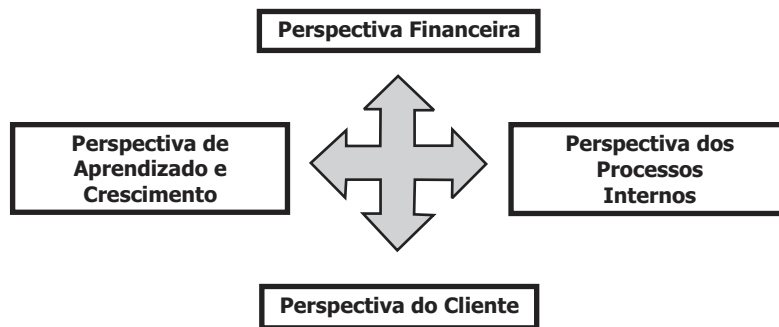 Perspectiva Financeira
Perspectiva de
Aprendizado e
Crescimento
Perspectiva dos
Processos
Internos
Perspectiva do Cliente